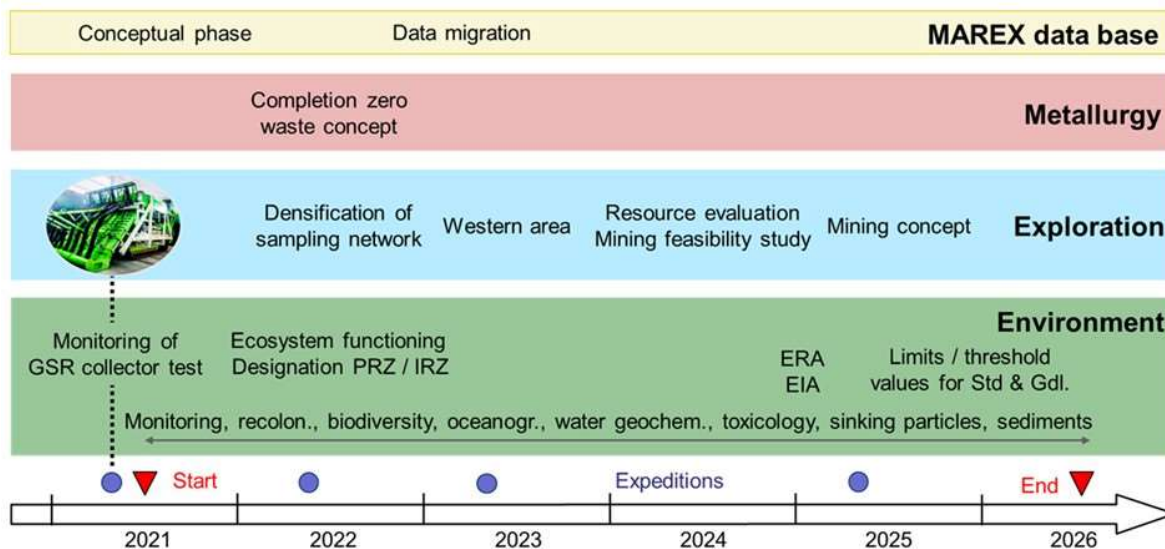 Conceptual phase
Data migration
MAREX data base
Completion zero
waste concept
Metallurgy
Densification of
sampling network
Western area
Resource evaluation
Mining feasibility study
Mining concept
Exploration
Environment
Monitoring of
GSR collector test
Ecosystem functioning
Designation PRZ / IRZ
ERA
EIA
Limits / threshold
values for Std & Gdl.
Monitoring, recolon., biodiversity, oceanogr., water geochem., toxicology, sinking particles, sediments
Start
Expeditions
End
2021
2022
2023
2024
2025
2026